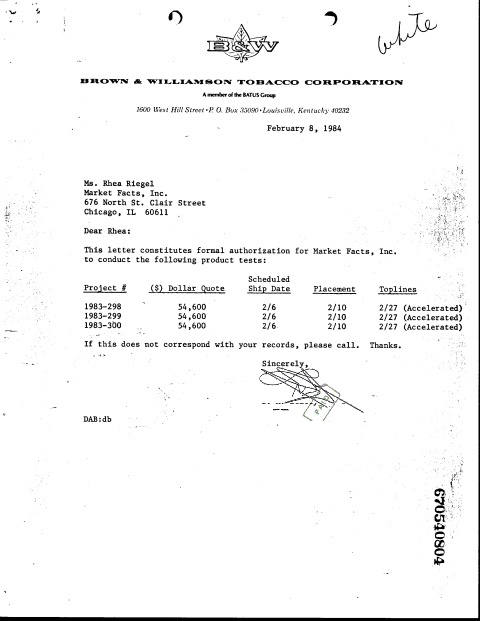 White
B&W
BROWN & WILLIAMSON TOBACCO CORPORATION
A member of the BATUS Group
1600 West Hill Street • P. O. Box 35090 • Louisville, Kentucky 40232
February 8, 1984
Ms. Rhea Riegel
Market Facts, Inc.
676 North St. Clair Street
Chicago, IL 60611
Dear Rhea:
This letter constitutes formal authorization for Market Facts, Inc.
to conduct the following product tests:
Scheduled
Project # ($) Dollar Quote Ship Date Placement Toplines
1983-298 54,600 2/6 2/10 2/27 (Accelerated)
1983-299 54,600 2/6 2/10 2/27 (Accelerated)
1983-300 54,600 2/6 2/10 2/27 (Accelerated)
If this does not correspond with your records, please call. Thanks.
Sincerely,
DAB:db
670540804